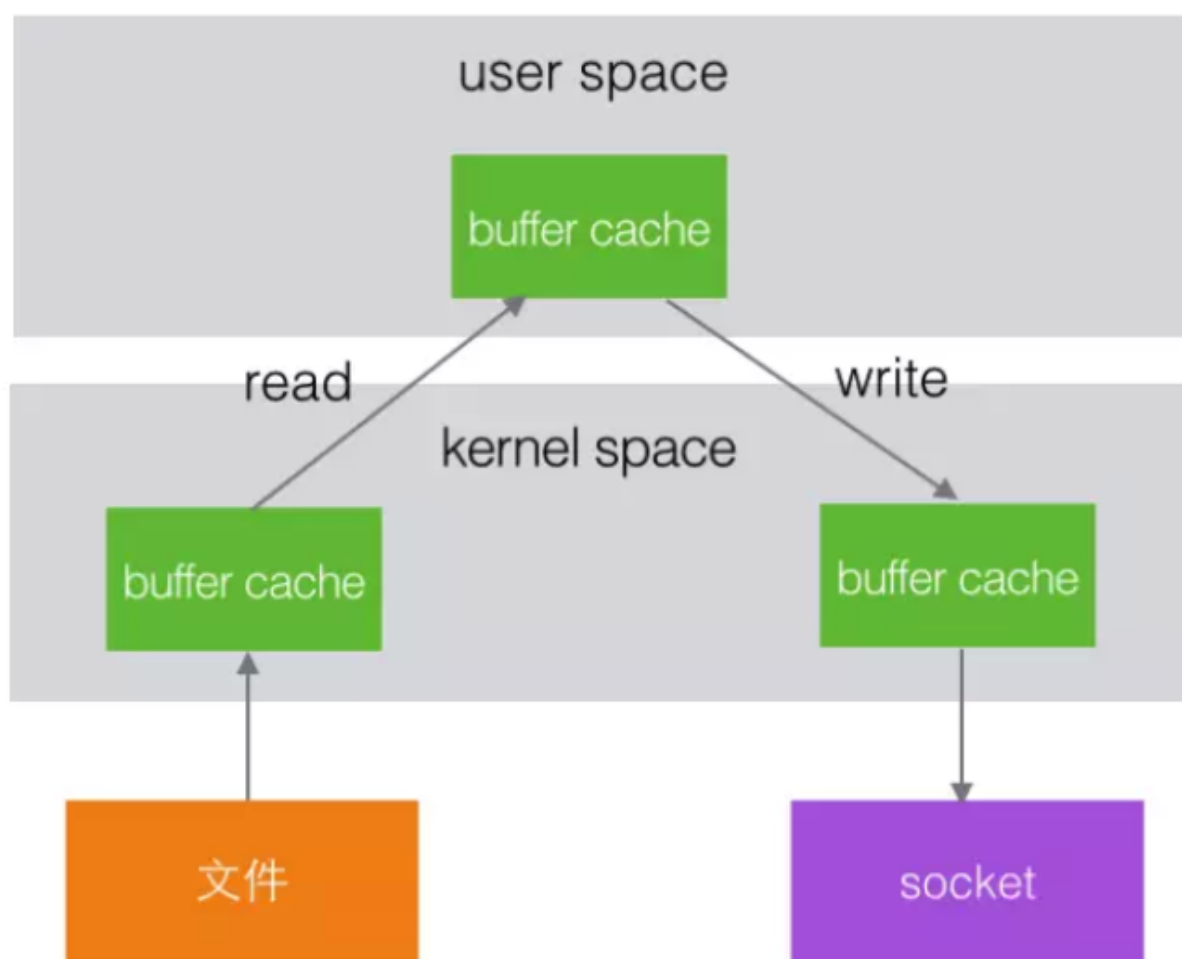 user space
buffer cache
read
write
kernel space
buffer cache
buffer cache
文件
socket